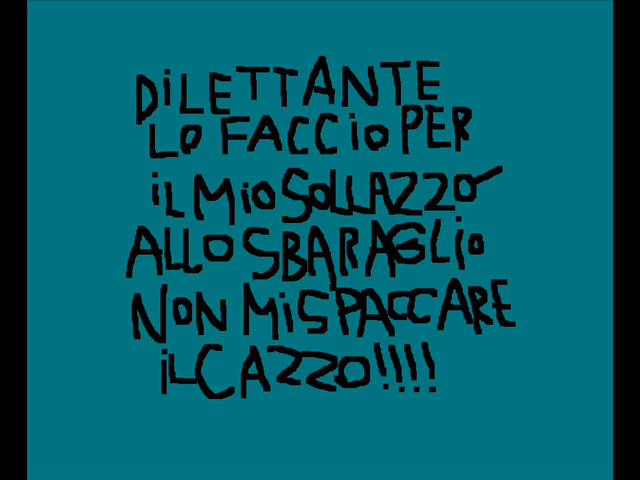 DiLETTANTE
LO FACCiO PER
iL MiO SOLLAZZO
ALLO SBARAGLiO
NON Mi SPACCARE
iL CAZZO!!!!